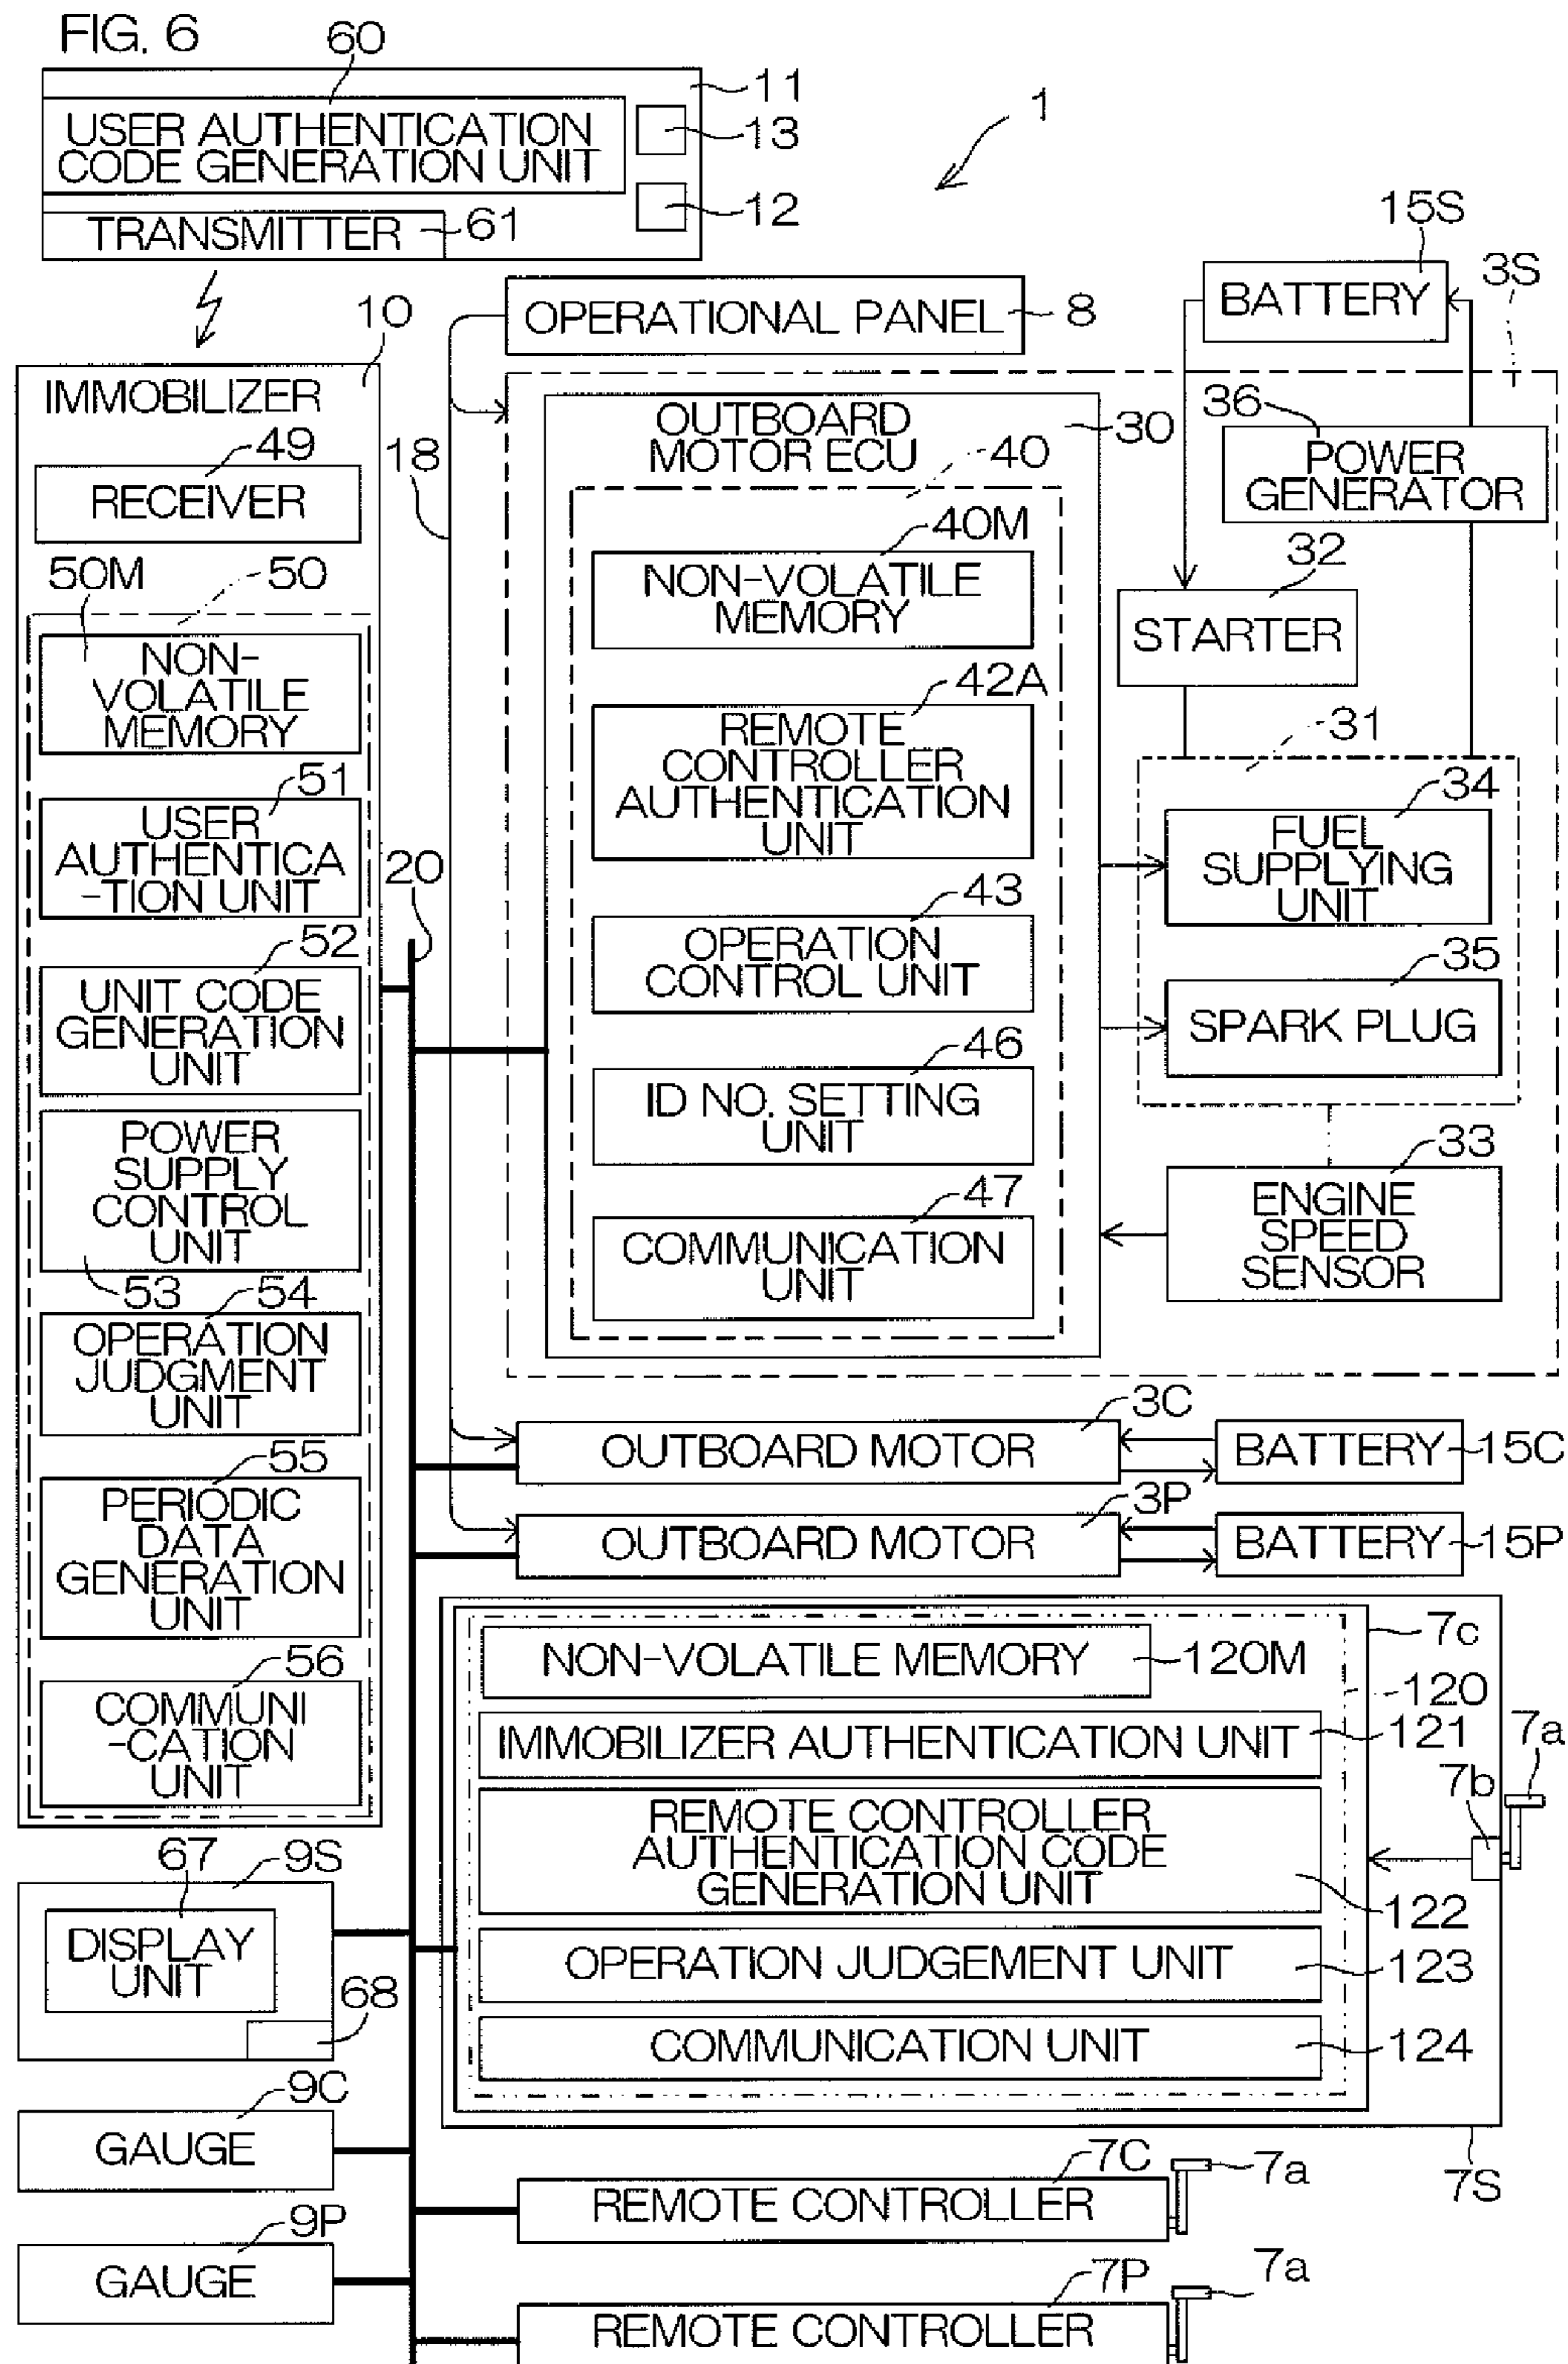 FIG. 6
60
11
USER AUTHENTICATION
CODE GENERATION UNIT
13
12
TRANSMITTER
61
1
15S
BATTERY
3S
OPERATIONAL PANEL
8
10
IMMOBILIZER
49
RECEIVER
18
50M
50
NON-
VOLATILE
MEMORY
51
USER
AUTHENTICA
-TION UNIT
20
52
UNIT CODE
GENERATION
UNIT
POWER
SUPPLY
CONTROL
UNIT
53
54
OPERATION
JUDGMENT
UNIT
55
PERIODIC
DATA
GENERATION
UNIT
56
COMMUNI
-CATION
UNIT
OUTBOARD
MOTOR ECU
30
40
40M
NON-VOLATILE
MEMORY
42A
REMOTE
CONTROLLER
AUTHENTICATION
UNIT
43
OPERATION
CONTROL UNIT
46
ID NO. SETTING
UNIT
47
COMMUNICATION
UNIT
36
POWER
GENERATOR
32
STARTER
31
34
FUEL
SUPPLYING
UNIT
35
SPARK PLUG
33
ENGINE
SPEED
SENSOR
3C
OUTBOARD MOTOR
BATTERY
15C
3P
OUTBOARD MOTOR
BATTERY
15P
7c
NON-VOLATILE MEMORY
120M
120
IMMOBILIZER AUTHENTICATION UNIT
121
7a
7b
REMOTE CONTROLLER
AUTHENTICATION CODE
GENERATION UNIT
122
OPERATION JUDGEMENT UNIT
123
COMMUNICATION UNIT
124
7S
67
9S
DISPLAY
UNIT
68
9C
GAUGE
9P
GAUGE
7C
REMOTE CONTROLLER
7a
7P
REMOTE CONTROLLER
7a